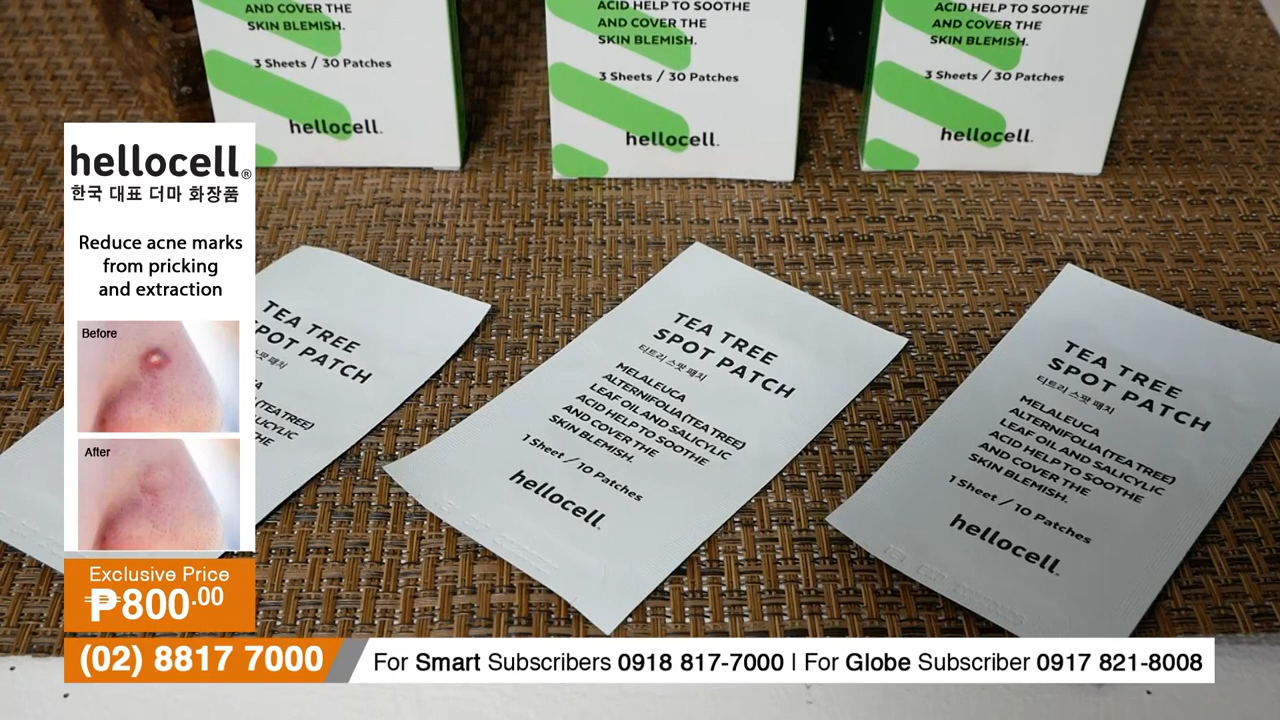 AND COVER THE
SKIN BLEMISH.
3 Sheets / 30 Patches
hellocell.
ACID HELP TO SOOTHE
AND COVER THE
SKIN BLEMISH.
3 Sheets / 30 Patches
hellocell.
ACID HELP TO SOOTHE
AND COVER THE
SKIN BLEMISH.
3 Sheets / 30 Patches
hellocell.
hellocell®
한국 대표 더마 화장품
Reduce acne marks
from pricking
and extraction
Before
After
TEA TREE
SPOT PATCH
패치
(TEA TREE)
TEA TREE
SPOT PATCH
티트리 스팟 패치
MELALEUCA
ALTERNIFOLIA (TEA TREE)
LEAF OIL AND SALICYLIC
ACID HELP TO SOOTHE
AND COVER THE
SKIN BLEMISH.
1 Sheet / 10 Patches
hellocell.
TEA TREE
SPOT PATCH
티트리 스팟 패치
MELALEUCA
ALTERNIFOLIA (TEA TREE)
LEAF OIL AND SALICYLIC
ACID HELP TO SOOTHE
AND COVER THE
SKIN BLEMISH.
1 Sheet / 10 Patches
hellocell.
Exclusive Price
₱800.00
(02) 8817 7000
For Smart Subscribers 0918 817-7000 | For Globe Subscriber 0917 821-8008